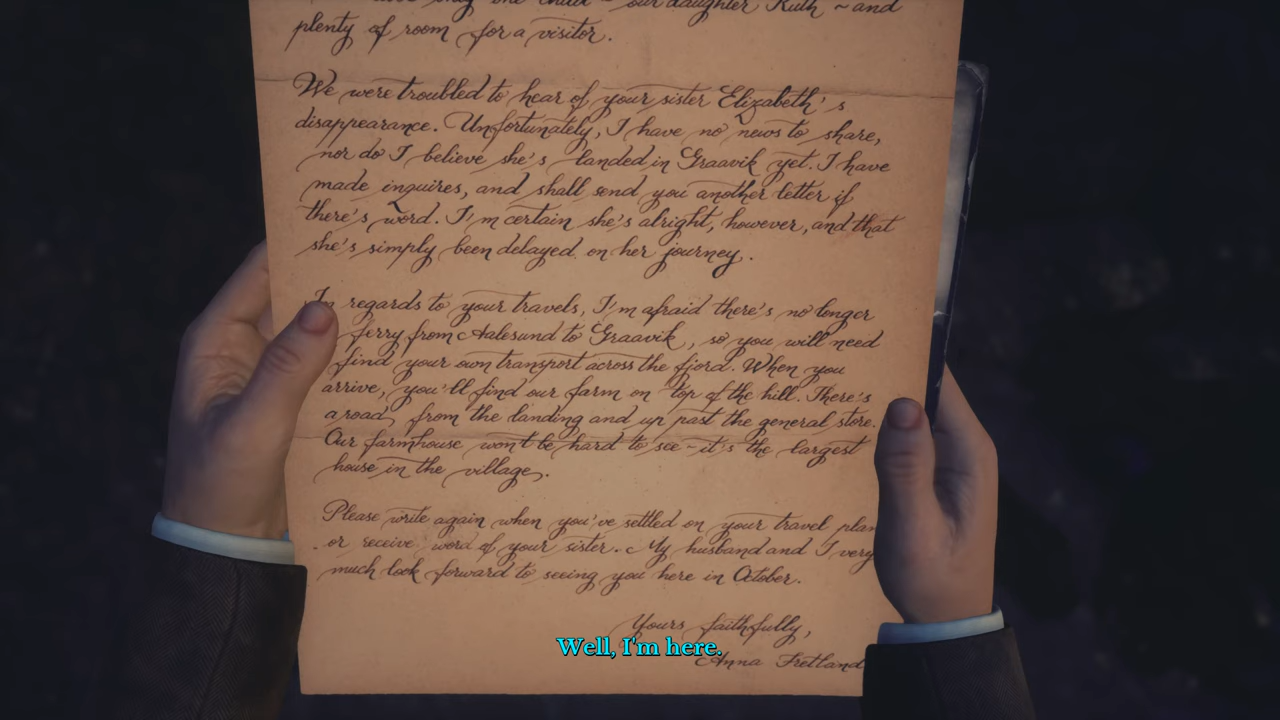 only one child ~ our daughter Ruth ~ and
plenty of room for a visitor.
We were troubled to hear of your sister Elizabeth's
disappearance. Unfortunately, I have no news to share,
nor do I believe she's landed in Graavik yet. I have
made inquires, and shall send you another letter if
there's word. I'm certain she's alright, however, and that
she's simply been delayed on her journey.
In regards to your travels, I'm afraid there's no longer
ferry from Aalesund to Graavik, so you will need
find your own transport across the fjord. When you
arrive, you'll find our farm on top of the hill. There's
a road from the landing and up past the general store.
Our farmhouse won't be hard to see - it's the largest
house in the village.
Please write again when you've settled on your travel plan
or receive word of your sister. My husband and I very
much look forward to seeing you here in October.
Yours faithfully,
Well, I'm here.
Anna Fretland